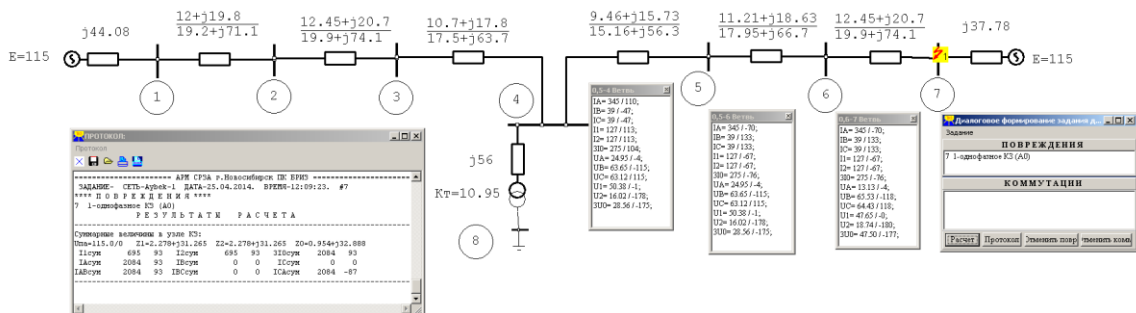 j44.08
12+j19.8
19.2+j71.1
12.45+j20.7
19.9+j74.1
10.7+j17.8
17.5+j63.7
9.46+j15.73
15.16+j56.3
11.21+j18.63
17.95+j66.7
12.45+j20.7
19.9+j74.1
j37.78
E=115
E=115
1
2
3
4
5
6
7
1
j56
Kт=10.95
8
ПРОТОКОЛ:
Протокол
АРМ СРЗА г.Новосибирск ПК БРИЗ
ЗАДАНИЕ- СЕТЬ-Aybek-1 ДАТА-25.04.2014. ВРЕМЯ-12:09:23. #7
**** П О В Р Е Ж Д Е Н И Я ****
7 1-однофазное КЗ (А0)
Р Е З У Л Ь Т А Т Ы Р А С Ч Е Т А
Суммарные величины в узле КЗ:
Uпа=115.0/0 Z1=2.278+j31.265 Z2=2.278+j31.265 Z0=0.954+j32.888
I1сум 695 93 I2сум 695 93 3I0сум 2084 93
IAсум 2084 93 IBсум 0 0 ICсум 0 0
IABсум 2084 93 IBCсум 0 0 ICAсум 2084 -87
0,5-4 Ветвь
IA= 345 / 110;
IB= 39 / -47;
IC= 39 / -47;
I1= 127 / 113;
I2= 127 / 113;
3I0= 275 / 104;
UA= 24.95 / -4;
UB= 63.65 / -115;
UC= 63.12 / 115;
U1= 50.38 / -1;
U2= 16.02 / -178;
3U0= 28.56 / -175;
0,5-6 Ветвь
IA= 345 / -70;
IB= 39 / 133;
IC= 39 / 133;
I1= 127 / -67;
I2= 127 / -67;
3I0= 275 / -76;
UA= 24.95 / -4;
UB= 63.65 / -115;
UC= 63.12 / 115;
U1= 50.38 / -1;
U2= 16.02 / -178;
3U0= 28.56 / -175;
0,6-7 Ветвь
IA= 345 / -70;
IB= 39 / 133;
IC= 39 / 133;
I1= 127 / -67;
I2= 127 / -67;
3I0= 275 / -76;
UA= 13.13 / -4;
UB= 65.53 / -118;
UC= 64.43 / 118;
U1= 47.65 / -0;
U2= 18.74 / -180;
3U0= 47.50 / -177;
Диалоговое формирование задания д...
Задание
ПОВРЕЖДЕНИЯ
7 1-однофазное КЗ (А0)
КОММУТАЦИИ
Расчет Протокол Отменить повр тменить комм